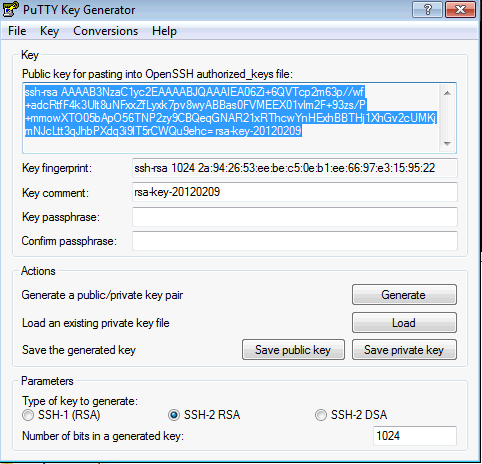 PuTTY Key Generator
File Key Conversions Help
Key
Public key for pasting into OpenSSH authorized_keys file:
ssh-rsa AAAAB3NzaC1yc2EAAAABJQAAAIEA06Zi+6QVTcp2m63p//wf
+adcRtfF4k3Ult8uNFxxZfLyxk7pv8wyABBas0FVMEEX01vlm2F+93zs/P
+mmowXTO05bApO56TNP2zy9CBQeqGNAR21xRThcwYnHExhBBTHj1XhGv2cUMKj
mNJcLtt3qJhbPXdq3i9IT5rCWQu9ehc= rsa-key-20120209
Key fingerprint: ssh-rsa 1024 2a:94:26:53:ee:be:c5:0e:b1:ee:66:97:e3:15:95:22
Key comment: rsa-key-20120209
Key passphrase:
Confirm passphrase:
Actions
Generate a public/private key pair Generate
Load an existing private key file Load
Save the generated key Save public key Save private key
Parameters
Type of key to generate:
SSH-1 (RSA) SSH-2 RSA SSH-2 DSA
Number of bits in a generated key: 1024